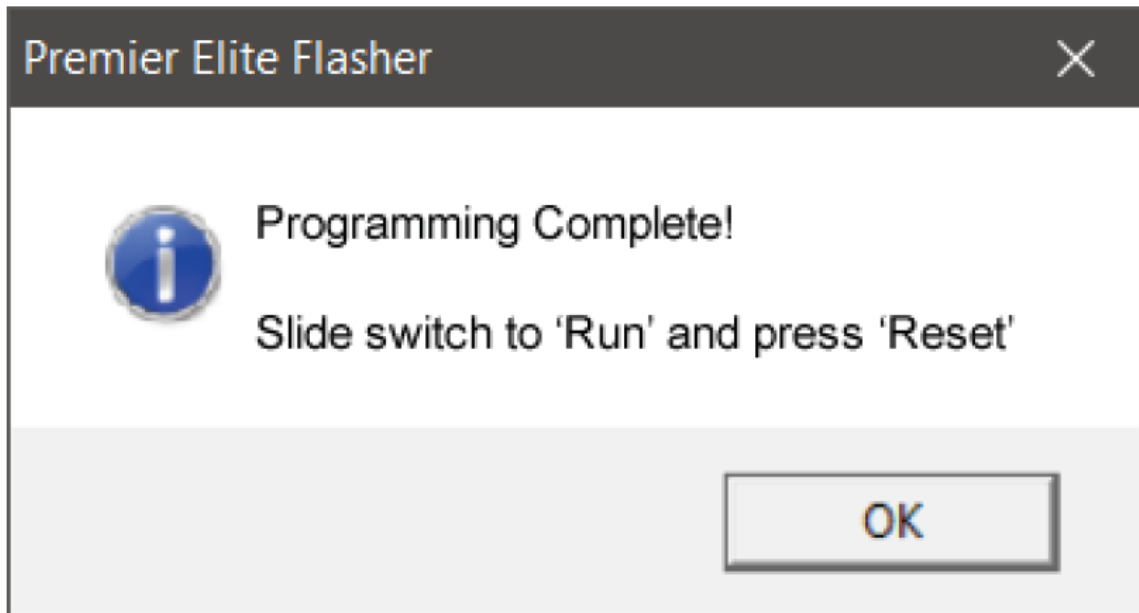 Premier Elite Flasher
Programming Complete!
Slide switch to ‘Run’ and press ‘Reset’
OK